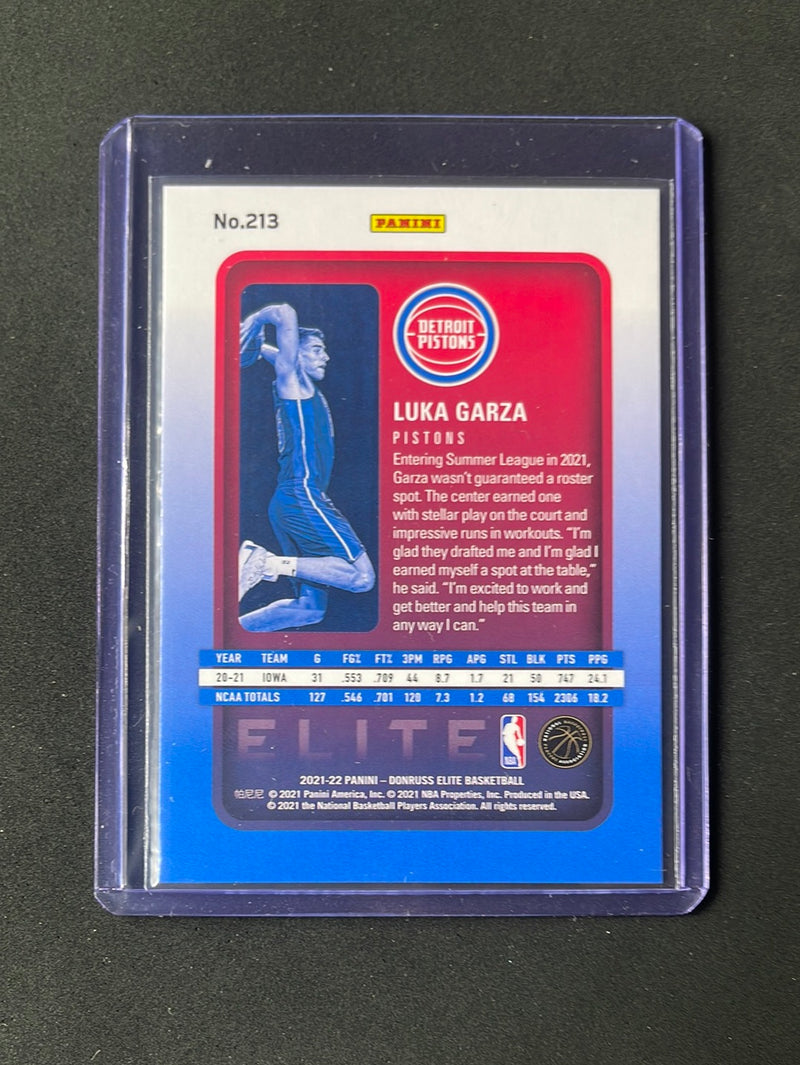 No.213
PANINI
DETROIT
PISTONS
LUKA GARZA
PISTONS
Entering Summer League in 2021,
Garza wasn't guaranteed a roster
spot. The center earned one
with stellar play on the court and
impressive runs in workouts. “I'm
glad they drafted me and I'm glad I
earned myself a spot at the table,”
he said. “I'm excited to work and
get better and help this team in
any way I can.”
YEAR TEAM G FG% FT% 3PM RPG APG STL BLK PTS PPG
20-21 IOWA 31 .553 .709 44 8.7 1.7 21 50 747 24.1
NCAA TOTALS 127 .546 .701 120 7.3 1.2 68 154 2306 18.2
ELITE
NBA
NATIONAL BASKETBALL PLAYERS ASSOCIATION
2021-22 PANINI – DONRUSS ELITE BASKETBALL
帕尼尼 © 2021 Panini America, Inc. © 2021 NBA Properties, Inc. Produced in the USA.
© 2021 the National Basketball Players Association. All rights reserved.